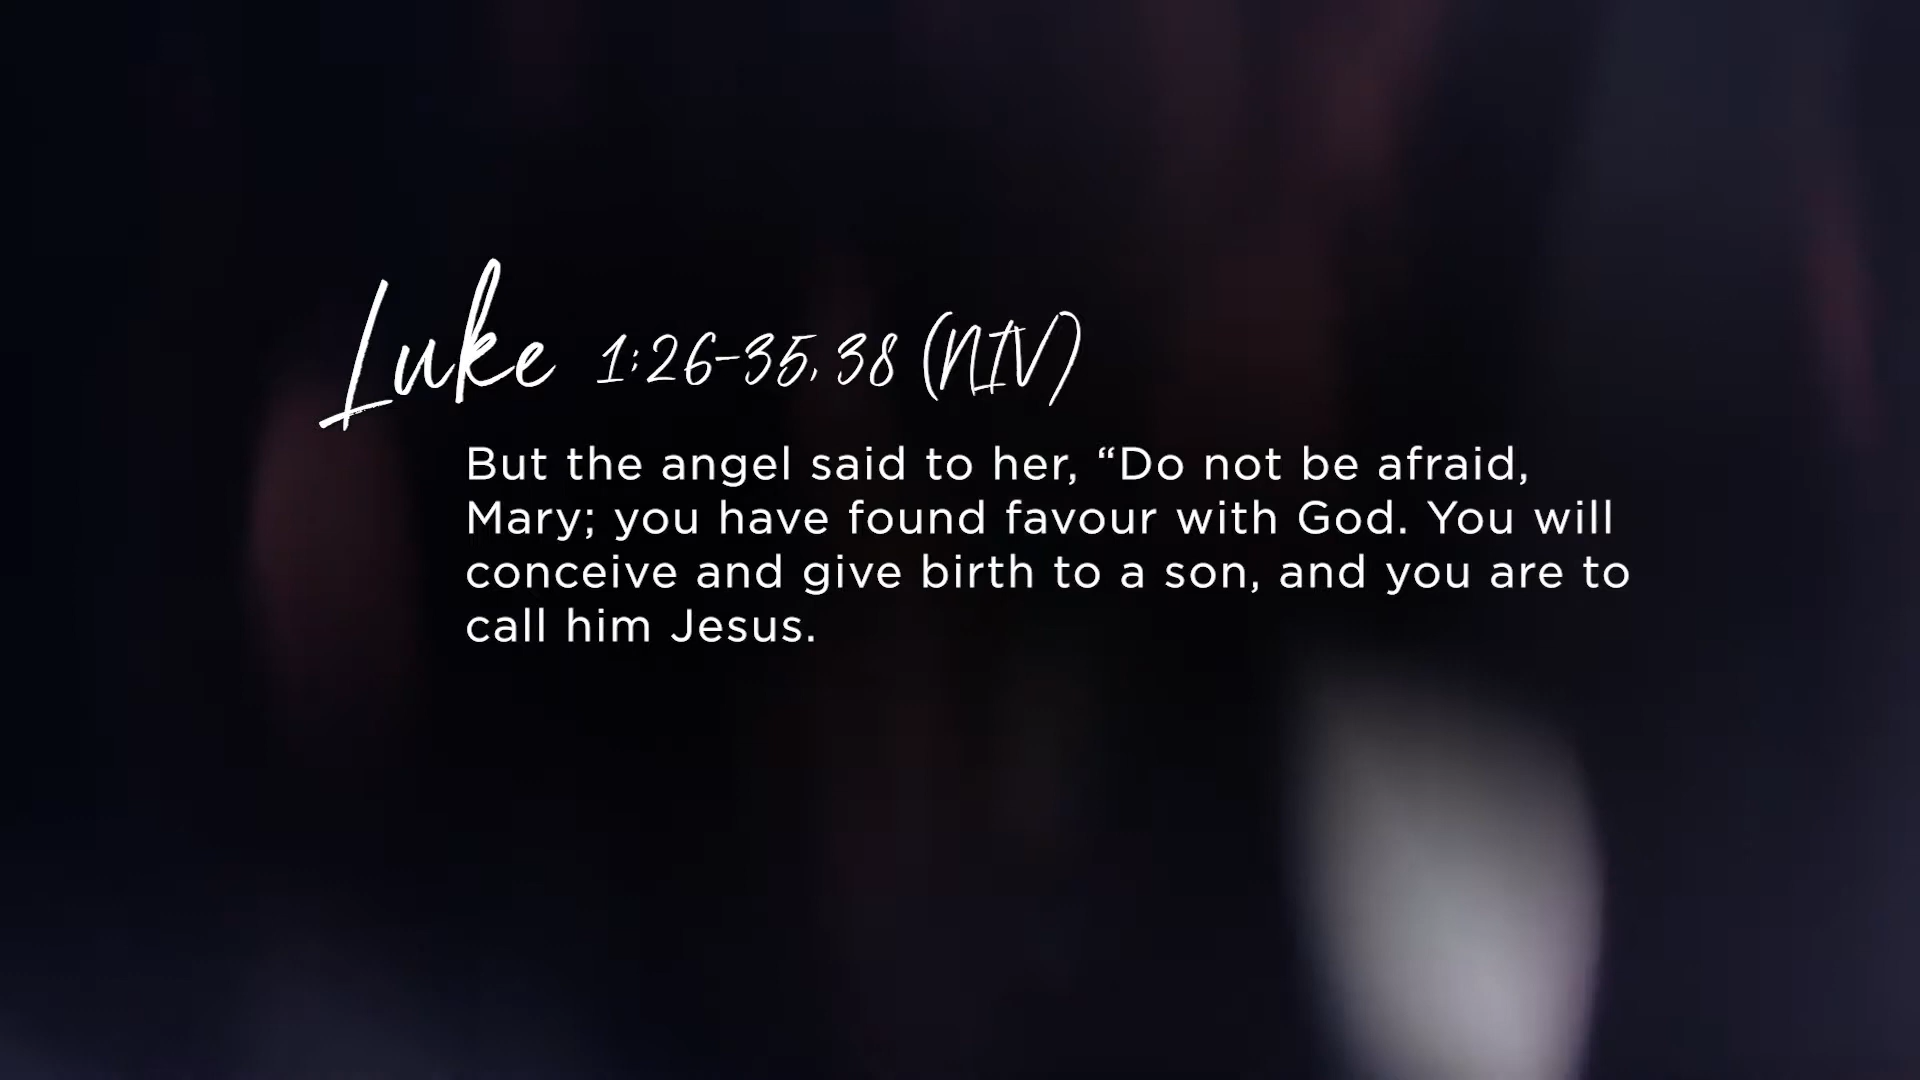 Luke 1:26-35, 38 (NIV)
But the angel said to her, “Do not be afraid,
Mary; you have found favour with God. You will
conceive and give birth to a son, and you are to
call him Jesus.